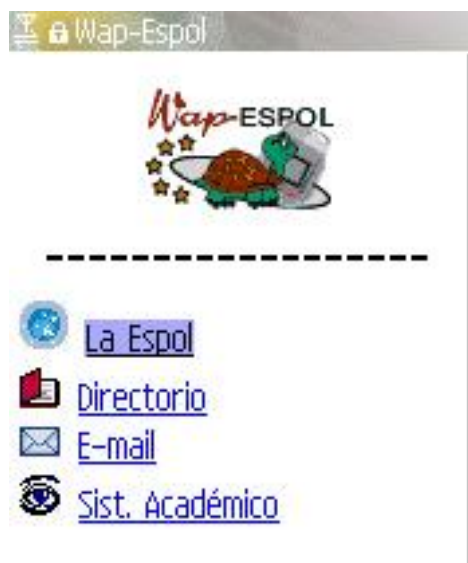 Wap-Espol
Wap-ESPOL
------------------
La Espol
Directorio
E-mail
Sist. Académico